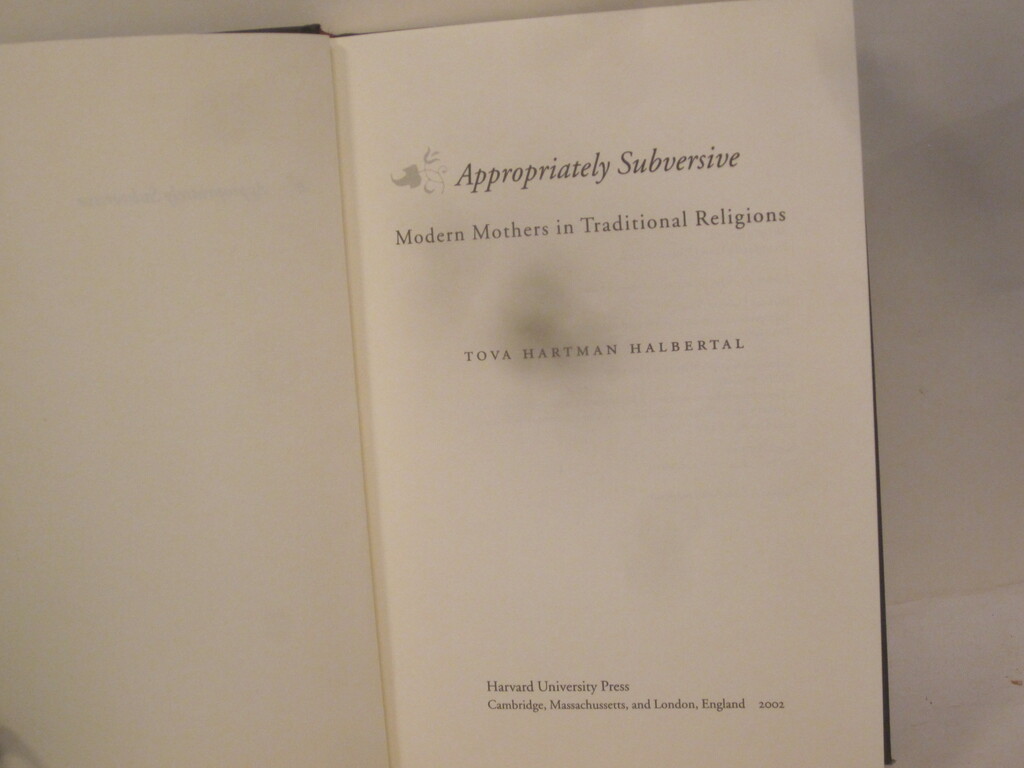 Appropriately Subversive
Modern Mothers in Traditional Religions
TOVA HARTMAN HALBERTAL
Harvard University Press
Cambridge, Massachussetts, and London, England 2002